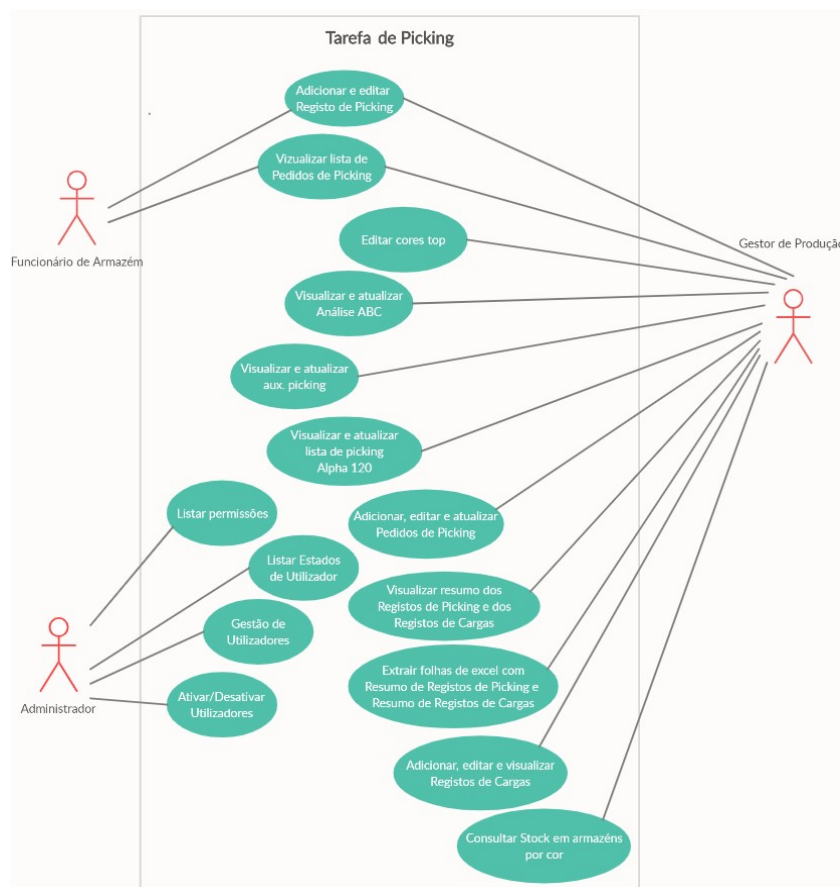 Tarefa de Picking
Adicionar e editar
Registo de Picking
Vizualizar lista de
Pedidos de Picking
Editar cores top
Gestor de Produção
Funcionário de Armazém
Visualizar e atualizar
Análise ABC
Visualizar e atualizar
aux. picking
Visualizar e atualizar
lista de picking
Alpha 120
Listar permissões
Adicionar, editar e atualizar
Pedidos de Picking
Listar Estados
de Utilizador
Visualizar resumo dos
Registos de Picking e dos
Registos de Cargas
Gestão de
Utilizadores
Extrair folhas de excel com
Resumo de Registos de Picking e
Resumo de Registos de Cargas
Administrador
Ativar/Desativar
Utilizadores
Adicionar, editar e visualizar
Registos de Cargas
Consultar Stock em armazéns
por cor